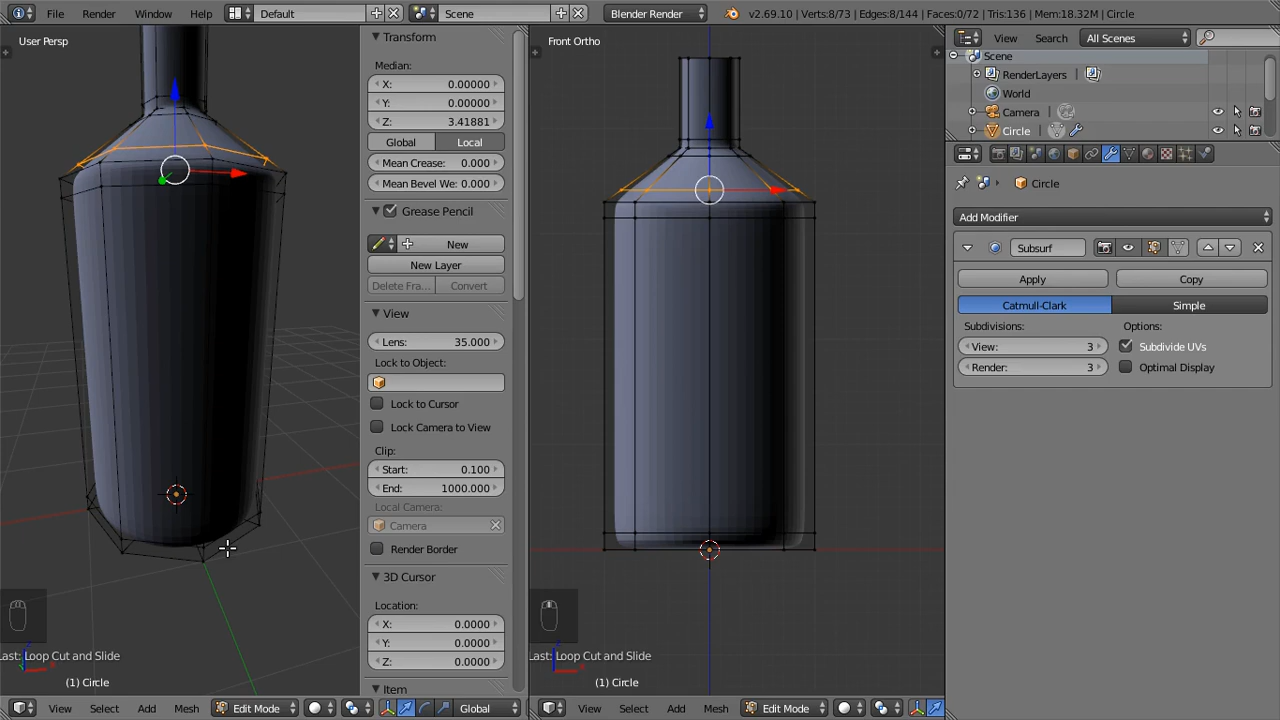 File Render Window Help Default Scene Blender Render v2.69.10 | Verts:8/73 | Edges:8/144 | Faces:0/72 | Tris:136 | Mem:18.32M | Circle
User Persp
Transform
Median:
X: 0.00000
Y: 0.00000
Z: 3.41881
Global Local
Mean Crease: 0.000
Mean Bevel We: 0.000
Grease Pencil
New
New Layer
Delete Fra... Convert
View
Lens: 35.000
Lock to Object:
Lock to Cursor
Lock Camera to View
Clip:
Start: 0.100
End: 1000.000
Local Camera:
Camera
Render Border
3D Cursor
Location:
X: 0.0000
Y: 0.0000
Z: 0.0000
Item
ast: Loop Cut and Slide
(1) Circle
View Select Add Mesh Edit Mode Global
Front Ortho
Last: Loop Cut and Slide
(1) Circle
View Select Add Mesh Edit Mode
View Search All Scenes
Scene
RenderLayers
World
Camera
Circle
Circle
Add Modifier
Subsurf
Apply Copy
Catmull-Clark Simple
Subdivisions: Options:
View: 3 Subdivide UVs
Render: 3 Optimal Display